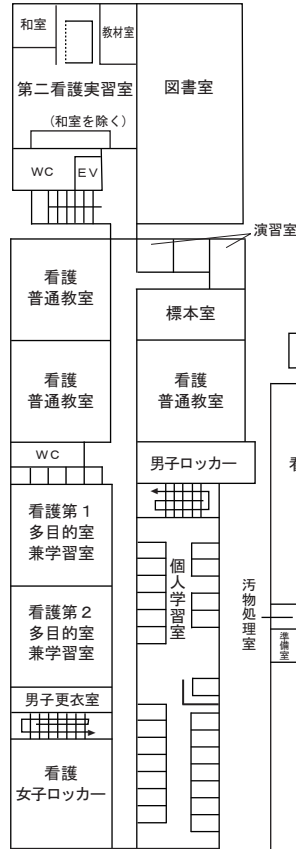 和室
教材室
第二看護実習室
(和室を除く)
図書室
WC
EV
演習室
看護
普通教室
標本室
看護
普通教室
看護
普通教室
WC
男子ロッカー
看護第1
多目的室
兼学習室
個人学習室
看護第2
多目的室
兼学習室
汚物処理室
準備室
男子更衣室
看護
女子ロッカー